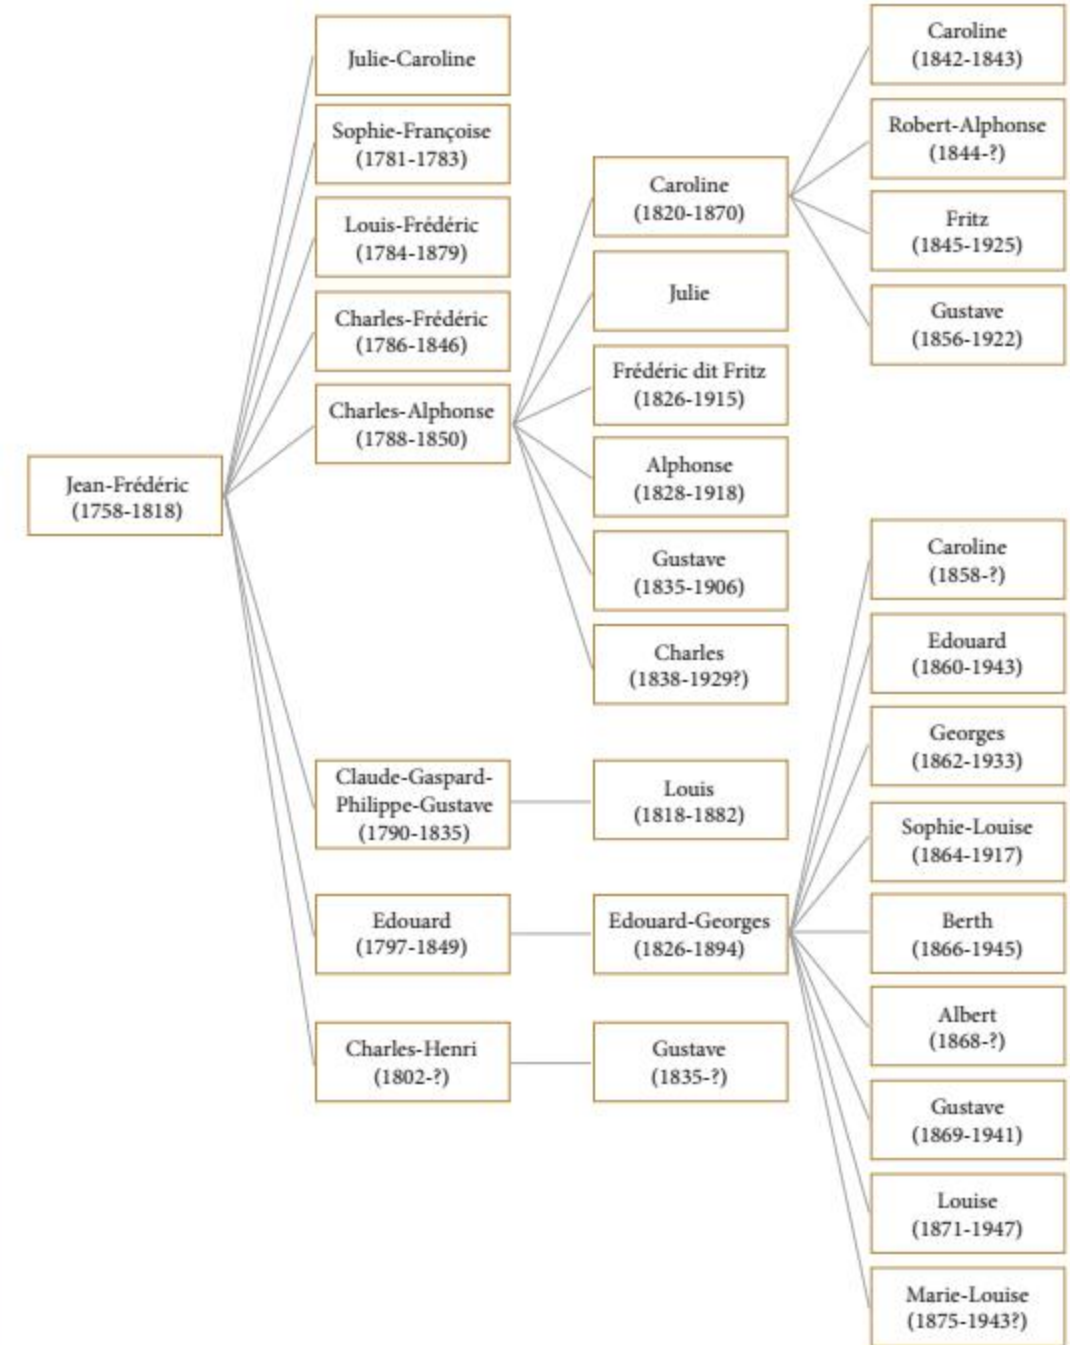 Jean-Frédéric
(1758-1818)
Julie-Caroline
Sophie-Françoise
(1781-1783)
Louis-Frédéric
(1784-1879)
Charles-Frédéric
(1786-1846)
Charles-Alphonse
(1788-1850)
Claude-Gaspard-
Philippe-Gustave
(1790-1835)
Edouard
(1797-1849)
Charles-Henri
(1802-?)
Caroline
(1820-1870)
Julie
Frédéric dit Fritz
(1826-1915)
Alphonse
(1828-1918)
Gustave
(1835-1906)
Charles
(1838-1929?)
Louis
(1818-1882)
Edouard-Georges
(1826-1894)
Gustave
(1835-?)
Caroline
(1842-1843)
Robert-Alphonse
(1844-?)
Fritz
(1845-1925)
Gustave
(1856-1922)
Caroline
(1858-?)
Edouard
(1860-1943)
Georges
(1862-1933)
Sophie-Louise
(1864-1917)
Berth
(1866-1945)
Albert
(1868-?)
Gustave
(1869-1941)
Louise
(1871-1947)
Marie-Louise
(1875-1943?)